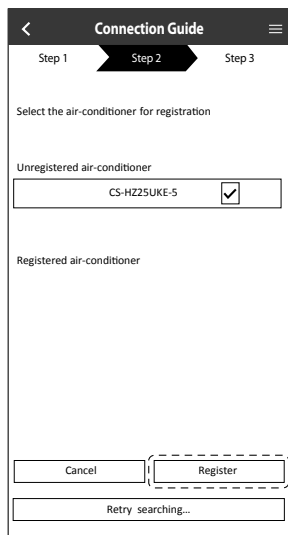 Connection Guide
Step 1 Step 2 Step 3
Select the air-conditioner for registration
Unregistered air-conditioner
CS-HZ25UKE-5
Registered air-conditioner
Cancel Register
Retry searching...